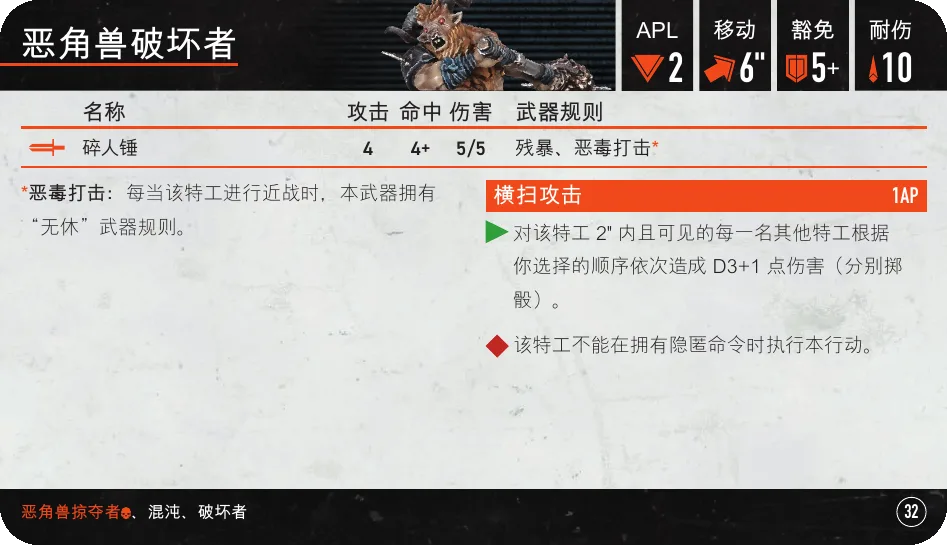 恶角兽破坏者
APL 移动 豁免 耐伤
2 6" 5+ 10
名称 攻击 命中 伤害 武器规则
碎人锤 4 4+ 5/5 残暴、恶毒打击*
*恶毒打击：每当该特工进行近战时，本武器拥有
“无休”武器规则。
横扫攻击 1AP
对该特工 2" 内且可见的每一名其他特工根据
你选择的顺序依次造成 D3+1 点伤害（分别掷
骰）。
该特工不能在拥有隐匿命令时执行本行动。
恶角兽掠夺者、混沌、破坏者
32